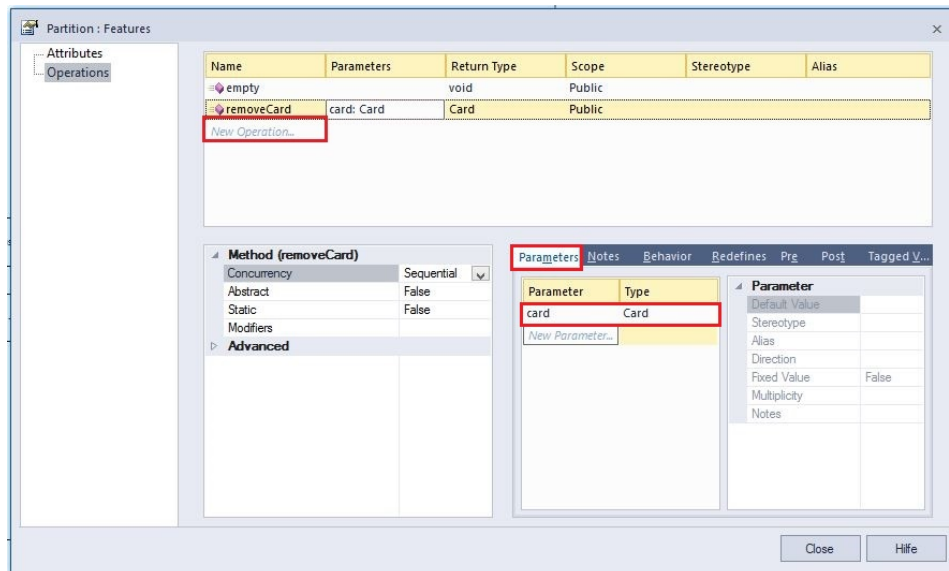 Partition : Features
Attributes
Operations
Name Parameters Return Type Scope Stereotype Alias
empty void Public
removeCard card: Card Card Public
New Operation...
Method (removeCard)
Concurrency Sequential
Abstract False
Static False
Modifiers
Advanced
Parameters Notes Behavior Redefines Pre Post Tagged V...
Parameter Type
card Card
New Parameter...
Parameter
Default Value
Stereotype
Alias
Direction
Fixed Value False
Multiplicity
Notes
Close Hilfe